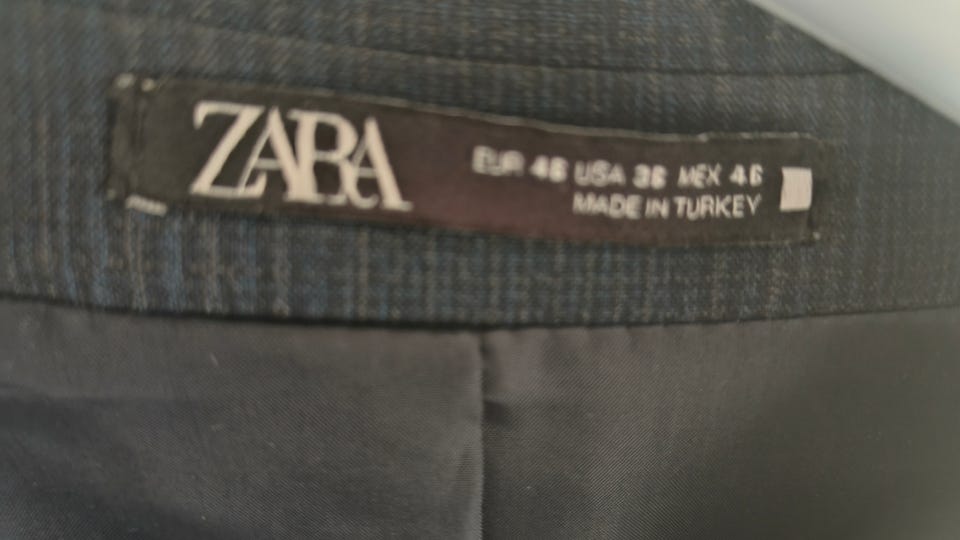 ZARA
EUR 46 USA 36 MEX 46
MADE IN TURKEY